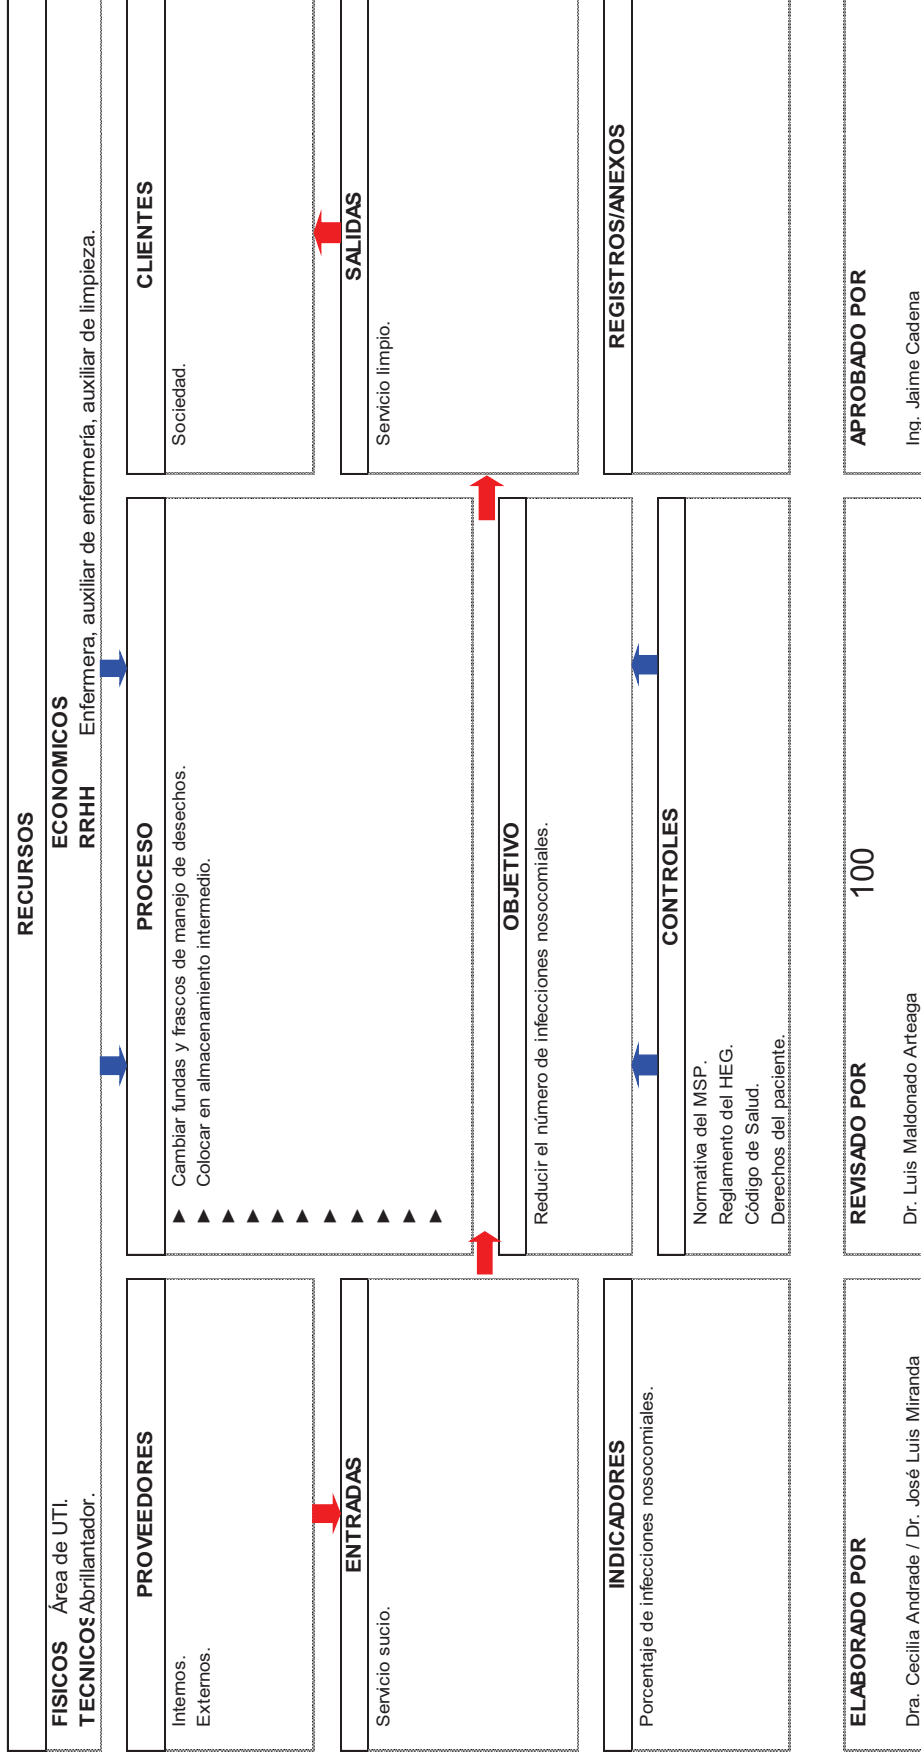 RECURSOS
FISICOS Área de UTI. ECONOMICOS
TECNICOS Abrillantador. RRHH Enfermera, auxiliar de enfermería, auxiliar de limpieza.
PROVEEDORES
Internos.
Externos.
ENTRADAS
Servicio sucio.
INDICADORES
Porcentaje de infecciones nosocomiales.
PROCESO
► Cambiar fundas y frascos de manejo de desechos.
► Colocar en almacenamiento intermedio.
►
►
►
►
►
►
►
►
►
OBJETIVO
Reducir el número de infecciones nosocomiales.
CONTROLES
Normativa del MSP.
Reglamento del HEG.
Código de Salud.
Derechos del paciente.
CLIENTES
Sociedad.
SALIDAS
Servicio limpio.
REGISTROS/ANEXOS
ELABORADO POR
Dra. Cecilia Andrade / Dr. José Luis Miranda
REVISADO POR
Dr. Luis Maldonado Arteaga
100
APROBADO POR
Ing. Jaime Cadena